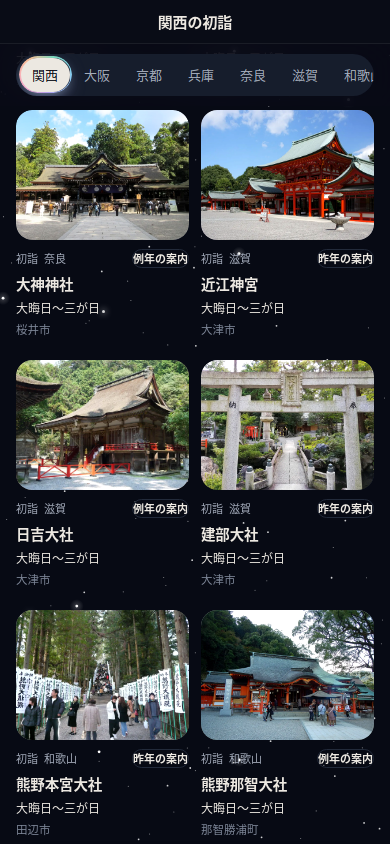 関西の初詣
関西 大阪 京都 兵庫 奈良 滋賀
初詣 奈良 例年の案内
大神神社
大晦日〜三が日
桜井市
初詣 滋賀 昨年の案内
近江神宮
大晦日〜三が日
大津市
初詣 滋賀 例年の案内
日吉大社
大晦日〜三が日
大津市
初詣 滋賀 昨年の案内
建部大社
大晦日〜三が日
大津市
初詣 和歌山 昨年の案内
熊野本宮大社
大晦日〜三が日
田辺市
初詣 和歌山 例年の案内
熊野那智大社
大晦日〜三が日
那智勝浦町